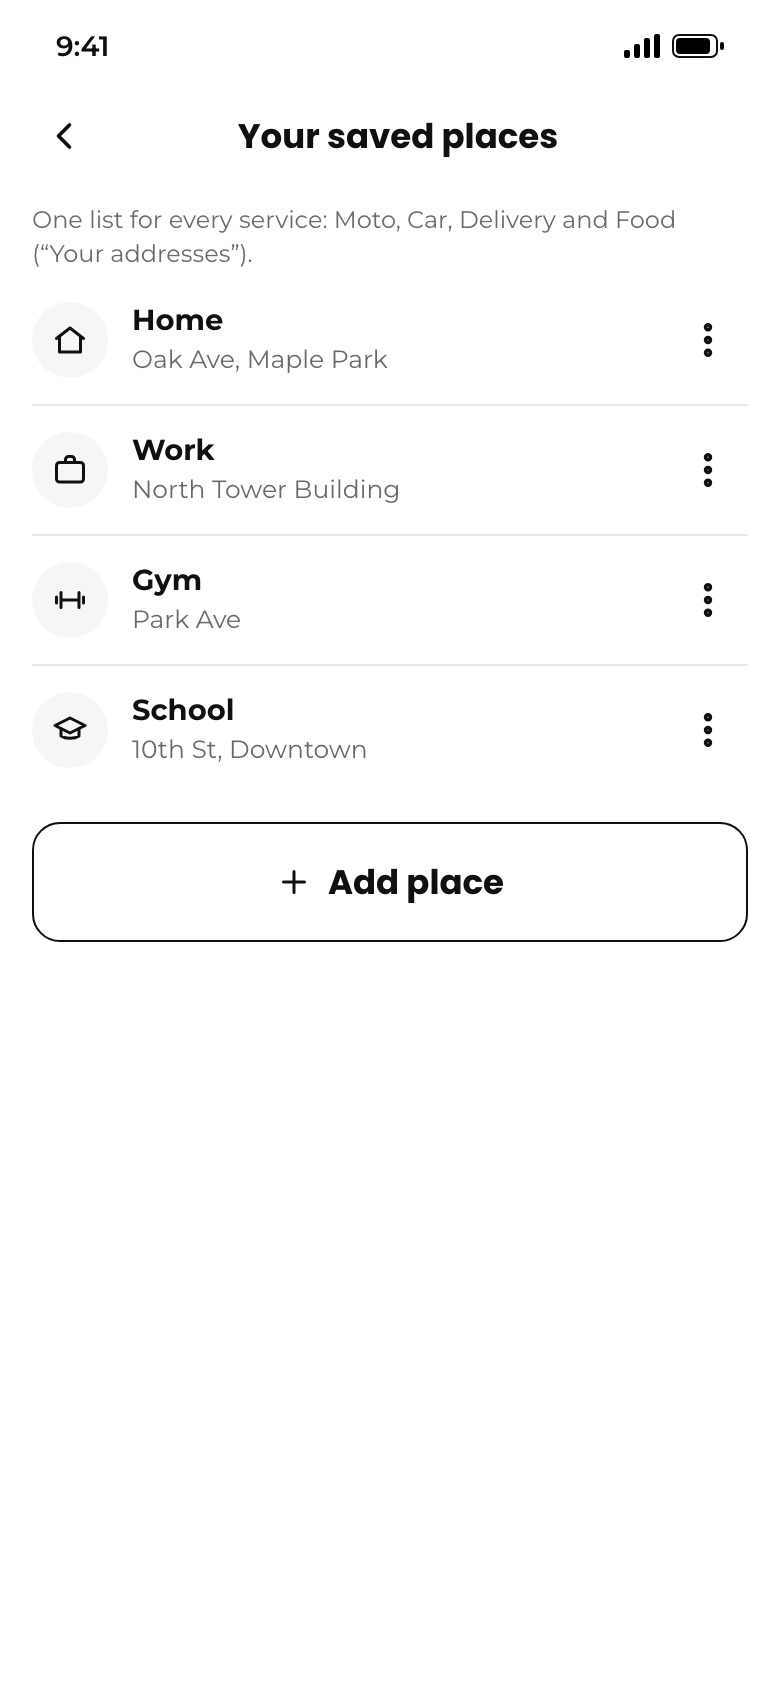 9:41
Your saved places
One list for every service: Moto, Car, Delivery and Food
(“Your addresses”).
Home
Oak Ave, Maple Park
Work
North Tower Building
Gym
Park Ave
School
10th St, Downtown
Add place